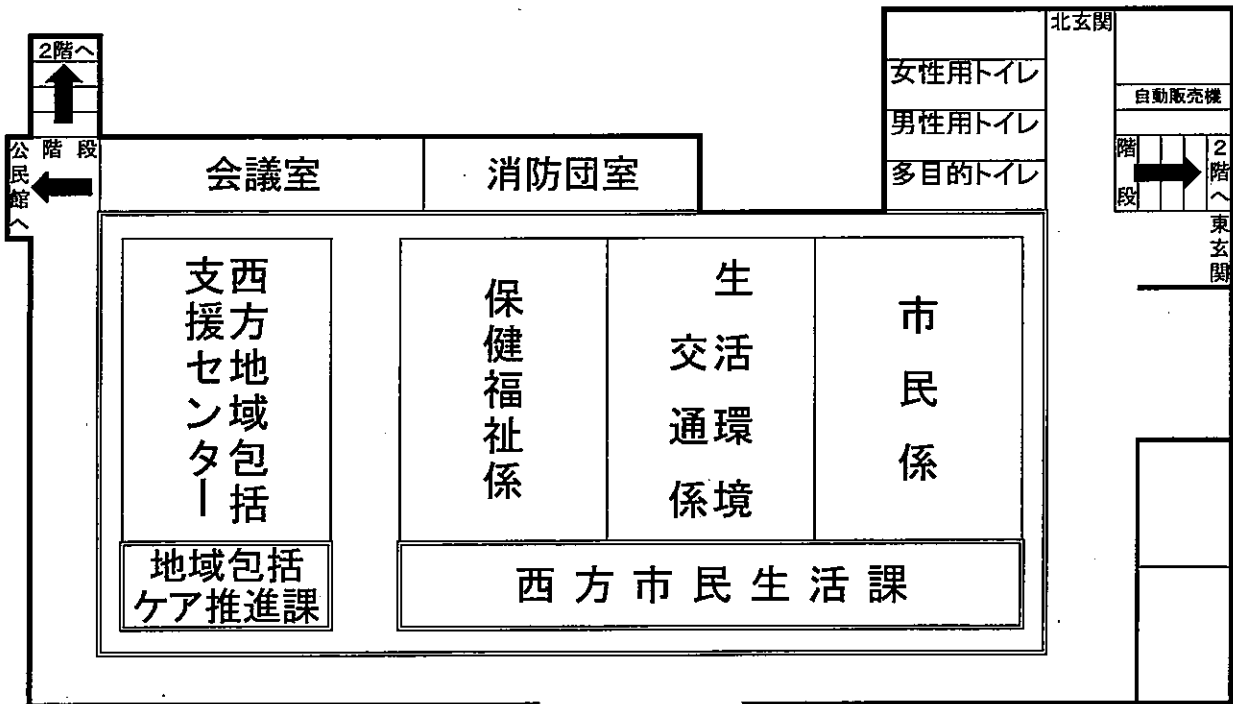 北玄関
2階へ
女性用トイレ
自動販売機
男性用トイレ
階段
公民館へ
会議室
消防団室
多目的トイレ
階段
2階へ
東玄関
西方地域包括
支援センター
保健福祉係
生活環境
交通係
市民係
地域包括
ケア推進課
西方市民生活課